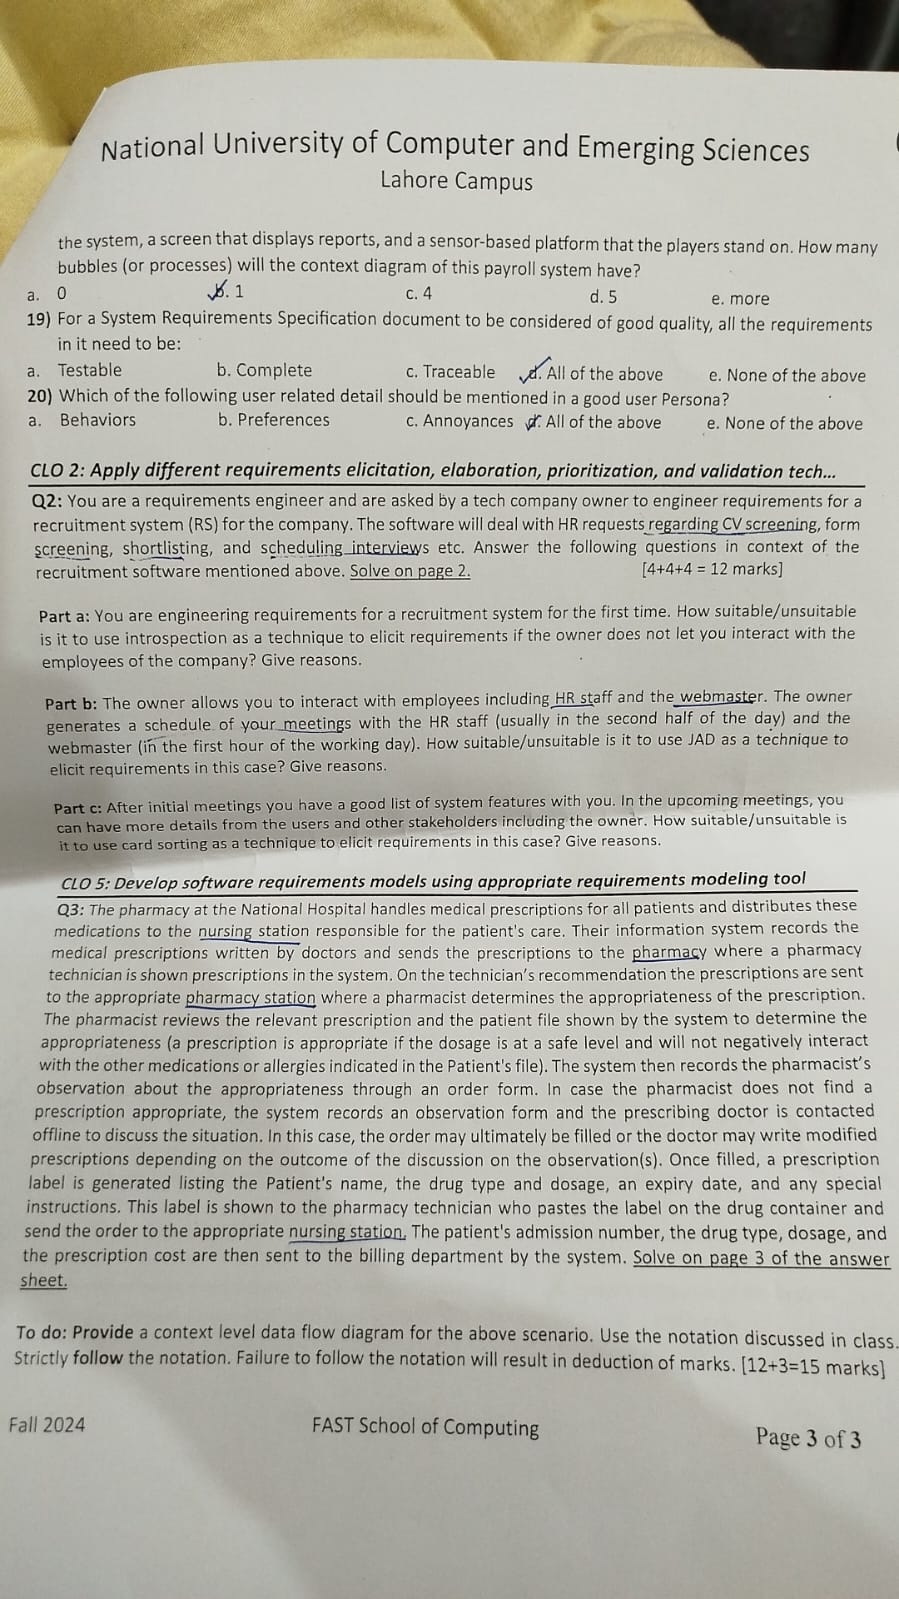 National University of Computer and Emerging Sciences
Lahore Campus
the system, a screen that displays reports, and a sensor-based platform that the players stand on. How many
bubbles (or processes) will the context diagram of this payroll system have?
a. 0 b. 1 c. 4 d. 5 e. more
19) For a System Requirements Specification document to be considered of good quality, all the requirements
in it need to be:
a. Testable b. Complete c. Traceable d. All of the above e. None of the above
20) Which of the following user related detail should be mentioned in a good user Persona?
a. Behaviors b. Preferences c. Annoyances d. All of the above e. None of the above
CLO 2: Apply different requirements elicitation, elaboration, prioritization, and validation tech...
Q2: You are a requirements engineer and are asked by a tech company owner to engineer requirements for a
recruitment system (RS) for the company. The software will deal with HR requests regarding CV screening, form
screening, shortlisting, and scheduling interviews etc. Answer the following questions in context of the
recruitment software mentioned above. Solve on page 2. [4+4+4 = 12 marks]
Part a: You are engineering requirements for a recruitment system for the first time. How suitable/unsuitable
is it to use introspection as a technique to elicit requirements if the owner does not let you interact with the
employees of the company? Give reasons.
Part b: The owner allows you to interact with employees including HR staff and the webmaster. The owner
generates a schedule of your meetings with the HR staff (usually in the second half of the day) and the
webmaster (in the first hour of the working day). How suitable/unsuitable is it to use JAD as a technique to
elicit requirements in this case? Give reasons.
Part c: After initial meetings you have a good list of system features with you. In the upcoming meetings, you
can have more details from the users and other stakeholders including the owner. How suitable/unsuitable is
it to use card sorting as a technique to elicit requirements in this case? Give reasons.
CLO 5: Develop software requirements models using appropriate requirements modeling tool
Q3: The pharmacy at the National Hospital handles medical prescriptions for all patients and distributes these
medications to the nursing station responsible for the patient's care. Their information system records the
medical prescriptions written by doctors and sends the prescriptions to the pharmacy where a pharmacy
technician is shown prescriptions in the system. On the technician's recommendation the prescriptions are sent
to the appropriate pharmacy station where a pharmacist determines the appropriateness of the prescription.
The pharmacist reviews the relevant prescription and the patient file shown by the system to determine the
appropriateness (a prescription is appropriate if the dosage is at a safe level and will not negatively interact
with the other medications or allergies indicated in the Patient's file). The system then records the pharmacist's
observation about the appropriateness through an order form. In case the pharmacist does not find a
prescription appropriate, the system records an observation form and the prescribing doctor is contacted
offline to discuss the situation. In this case, the order may ultimately be filled or the doctor may write modified
prescriptions depending on the outcome of the discussion on the observation(s). Once filled, a prescription
label is generated listing the Patient's name, the drug type and dosage, an expiry date, and any special
instructions. This label is shown to the pharmacy technician who pastes the label on the drug container and
send the order to the appropriate nursing station. The patient's admission number, the drug type, dosage, and
the prescription cost are then sent to the billing department by the system. Solve on page 3 of the answer
sheet.
To do: Provide a context level data flow diagram for the above scenario. Use the notation discussed in class.
Strictly follow the notation. Failure to follow the notation will result in deduction of marks. [12+3=15 marks]
Fall 2024 FAST School of Computing Page 3 of 3